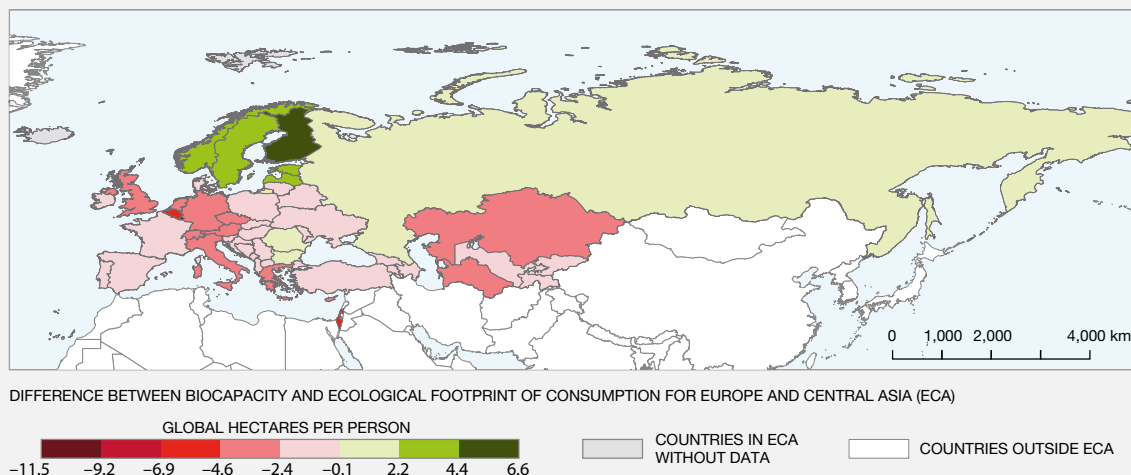 0 1,000 2,000 4,000 km
DIFFERENCE BETWEEN BIOCAPACITY AND ECOLOGICAL FOOTPRINT OF CONSUMPTION FOR EUROPE AND CENTRAL ASIA (ECA)
GLOBAL HECTARES PER PERSON
−11.5 −9.2 −6.9 −4.6 −2.4 −0.1 2.2 4.4 6.6
COUNTRIES IN ECA
WITHOUT DATA
COUNTRIES OUTSIDE ECA